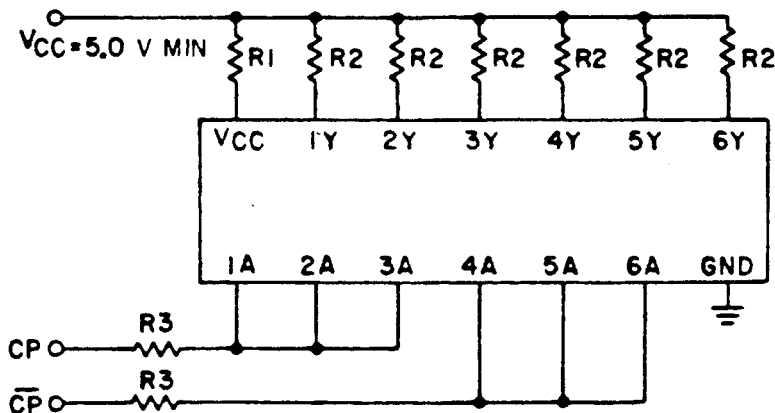 VCC=5.0 V MIN
R1 R2 R2 R2 R2 R2 R2
VCC 1Y 2Y 3Y 4Y 5Y 6Y
1A 2A 3A 4A 5A 6A GND
CP R3
C̅P̅ R3